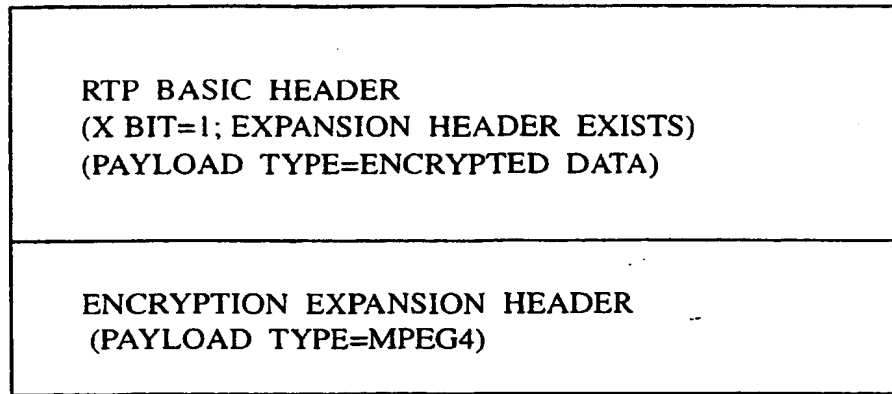 RTP BASIC HEADER
(X BIT=1; EXPANSION HEADER EXISTS)
(PAYLOAD TYPE=ENCRYPTED DATA)
ENCRYPTION EXPANSION HEADER
(PAYLOAD TYPE=MPEG4)